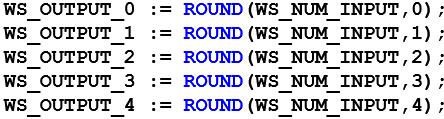 WS_OUTPUT_0 := ROUND(WS_NUM_INPUT,0);
WS_OUTPUT_1 := ROUND(WS_NUM_INPUT,1);
WS_OUTPUT_2 := ROUND(WS_NUM_INPUT,2);
WS_OUTPUT_3 := ROUND(WS_NUM_INPUT,3);
WS_OUTPUT_4 := ROUND(WS_NUM_INPUT,4);